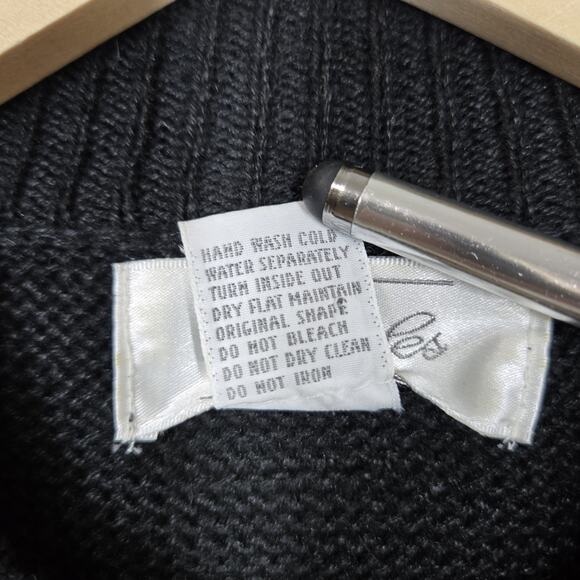 HAND WASH COLD
WATER SEPARATELY
TURN INSIDE OUT
DRY FLAT MAINTAIN
ORIGINAL SHAPE
DO NOT BLEACH
DO NOT DRY CLEAN
DO NOT IRON